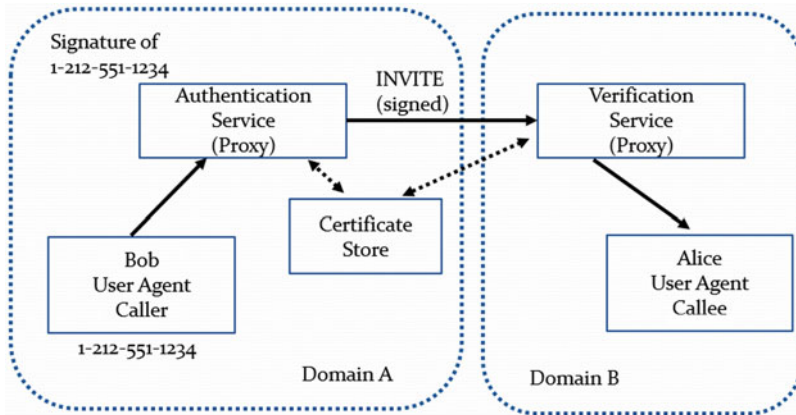 Signature of
1-212-551-1234
Authentication
Service
(Proxy)
INVITE
(signed)
Verification
Service
(Proxy)
Certificate
Store
Bob
User Agent
Caller
1-212-551-1234
Alice
User Agent
Callee
Domain A
Domain B